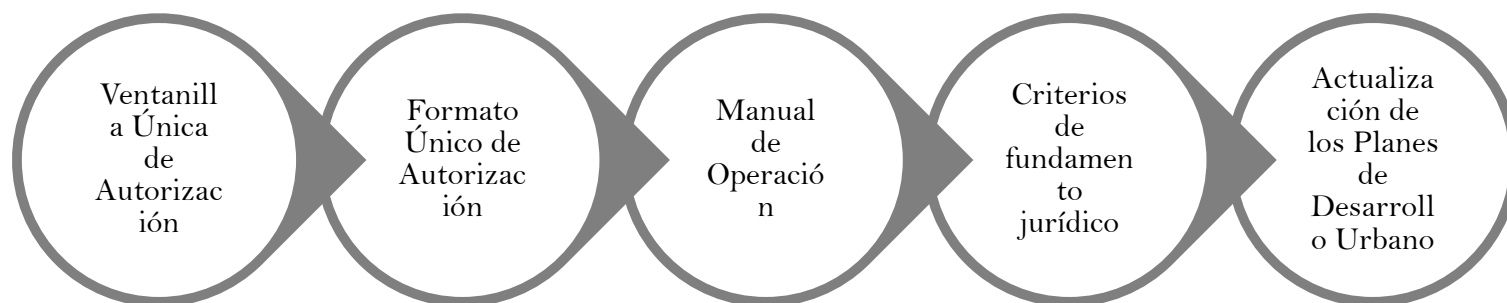 Ventanill
a Única
de
Autorizac
ión
Formato
Único de
Autorizac
ión
Manual
de
Operació
n
Criterios
de
fundamen
to
jurídico
Actualiza
ción de
los Planes
de
Desarroll
o Urbano